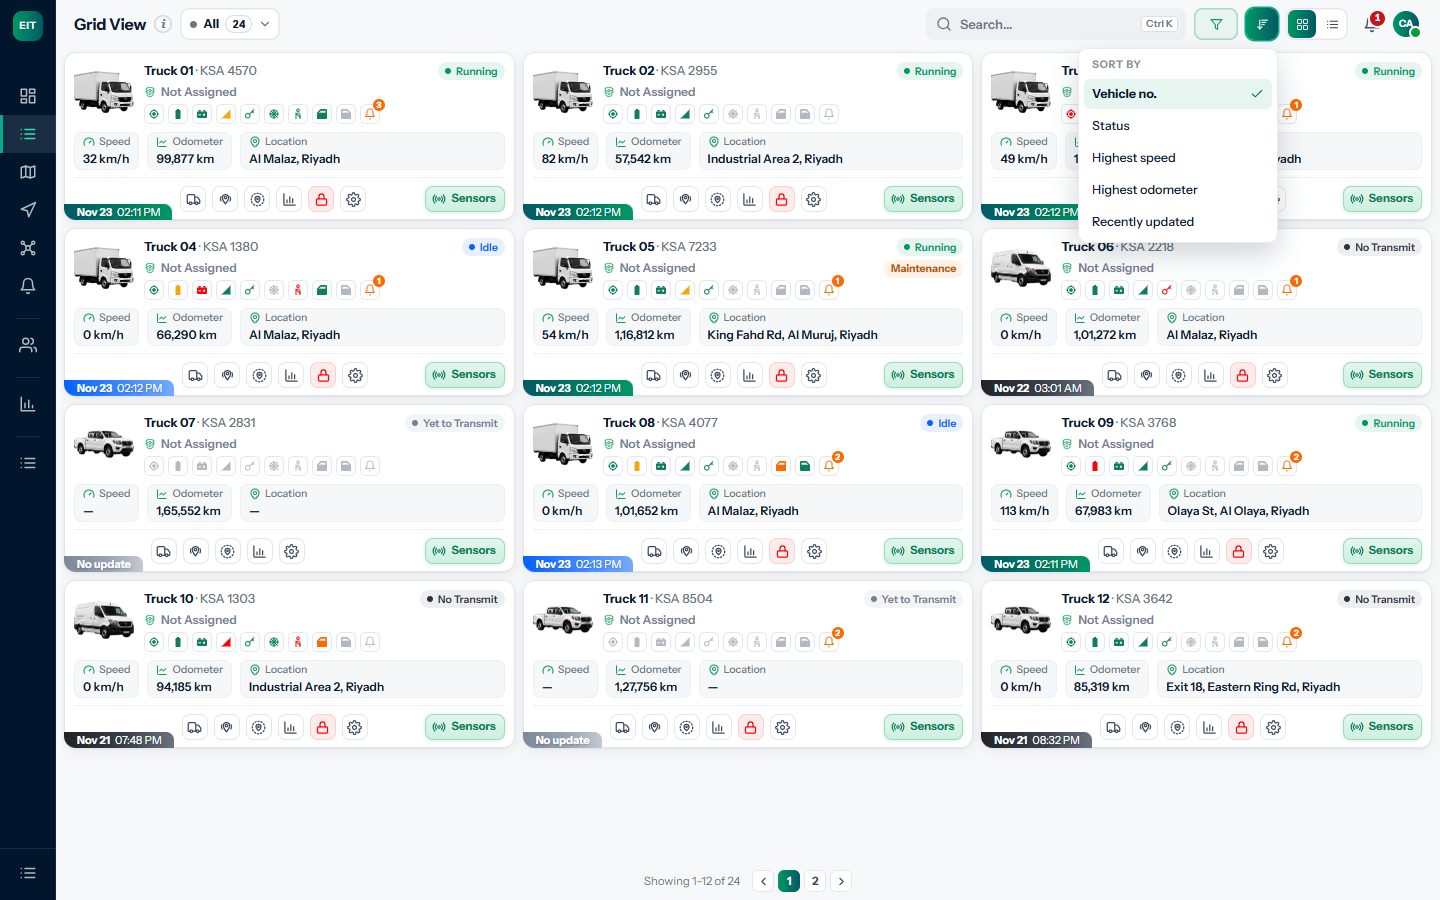 EIT
Grid View
i
All 24
Search...
Ctrl K
1
CA
SORT BY
Vehicle no.
Status
Highest speed
Highest odometer
Recently updated
Truck 01 · KSA 4570
Running
Not Assigned
3
Speed
32 km/h
Odometer
99,877 km
Location
Al Malaz, Riyadh
Nov 23 02:11 PM
Sensors
Truck 02 · KSA 2955
Running
Not Assigned
Speed
82 km/h
Odometer
57,542 km
Location
Industrial Area 2, Riyadh
Nov 23 02:12 PM
Sensors
Running
1
Speed
49 km/h
Nov 23 02:12 PM
Sensors
Truck 04 · KSA 1380
Idle
Not Assigned
1
Speed
0 km/h
Odometer
66,290 km
Location
Al Malaz, Riyadh
Nov 23 02:12 PM
Sensors
Truck 05 · KSA 7233
Running
Not Assigned
Maintenance
1
Speed
54 km/h
Odometer
1,16,812 km
Location
King Fahd Rd, Al Muruj, Riyadh
Nov 23 02:12 PM
Sensors
Truck 06 · KSA 2218
No Transmit
Not Assigned
1
Speed
0 km/h
Odometer
1,01,272 km
Location
Al Malaz, Riyadh
Nov 22 03:01 AM
Sensors
Truck 07 · KSA 2831
Yet to Transmit
Not Assigned
Speed
—
Odometer
1,65,552 km
Location
—
No update
Sensors
Truck 08 · KSA 4077
Idle
Not Assigned
2
Speed
0 km/h
Odometer
1,01,652 km
Location
Al Malaz, Riyadh
Nov 23 02:13 PM
Sensors
Truck 09 · KSA 3768
Running
Not Assigned
2
Speed
113 km/h
Odometer
67,983 km
Location
Olaya St, Al Olaya, Riyadh
Nov 23 02:11 PM
Sensors
Truck 10 · KSA 1303
No Transmit
Not Assigned
Speed
0 km/h
Odometer
94,185 km
Location
Industrial Area 2, Riyadh
Nov 21 07:48 PM
Sensors
Truck 11 · KSA 8504
Yet to Transmit
Not Assigned
2
Speed
—
Odometer
1,27,756 km
Location
—
No update
Sensors
Truck 12 · KSA 3642
No Transmit
Not Assigned
2
Speed
0 km/h
Odometer
85,319 km
Location
Exit 18, Eastern Ring Rd, Riyadh
Nov 21 08:32 PM
Sensors
Showing 1–12 of 24
1
2